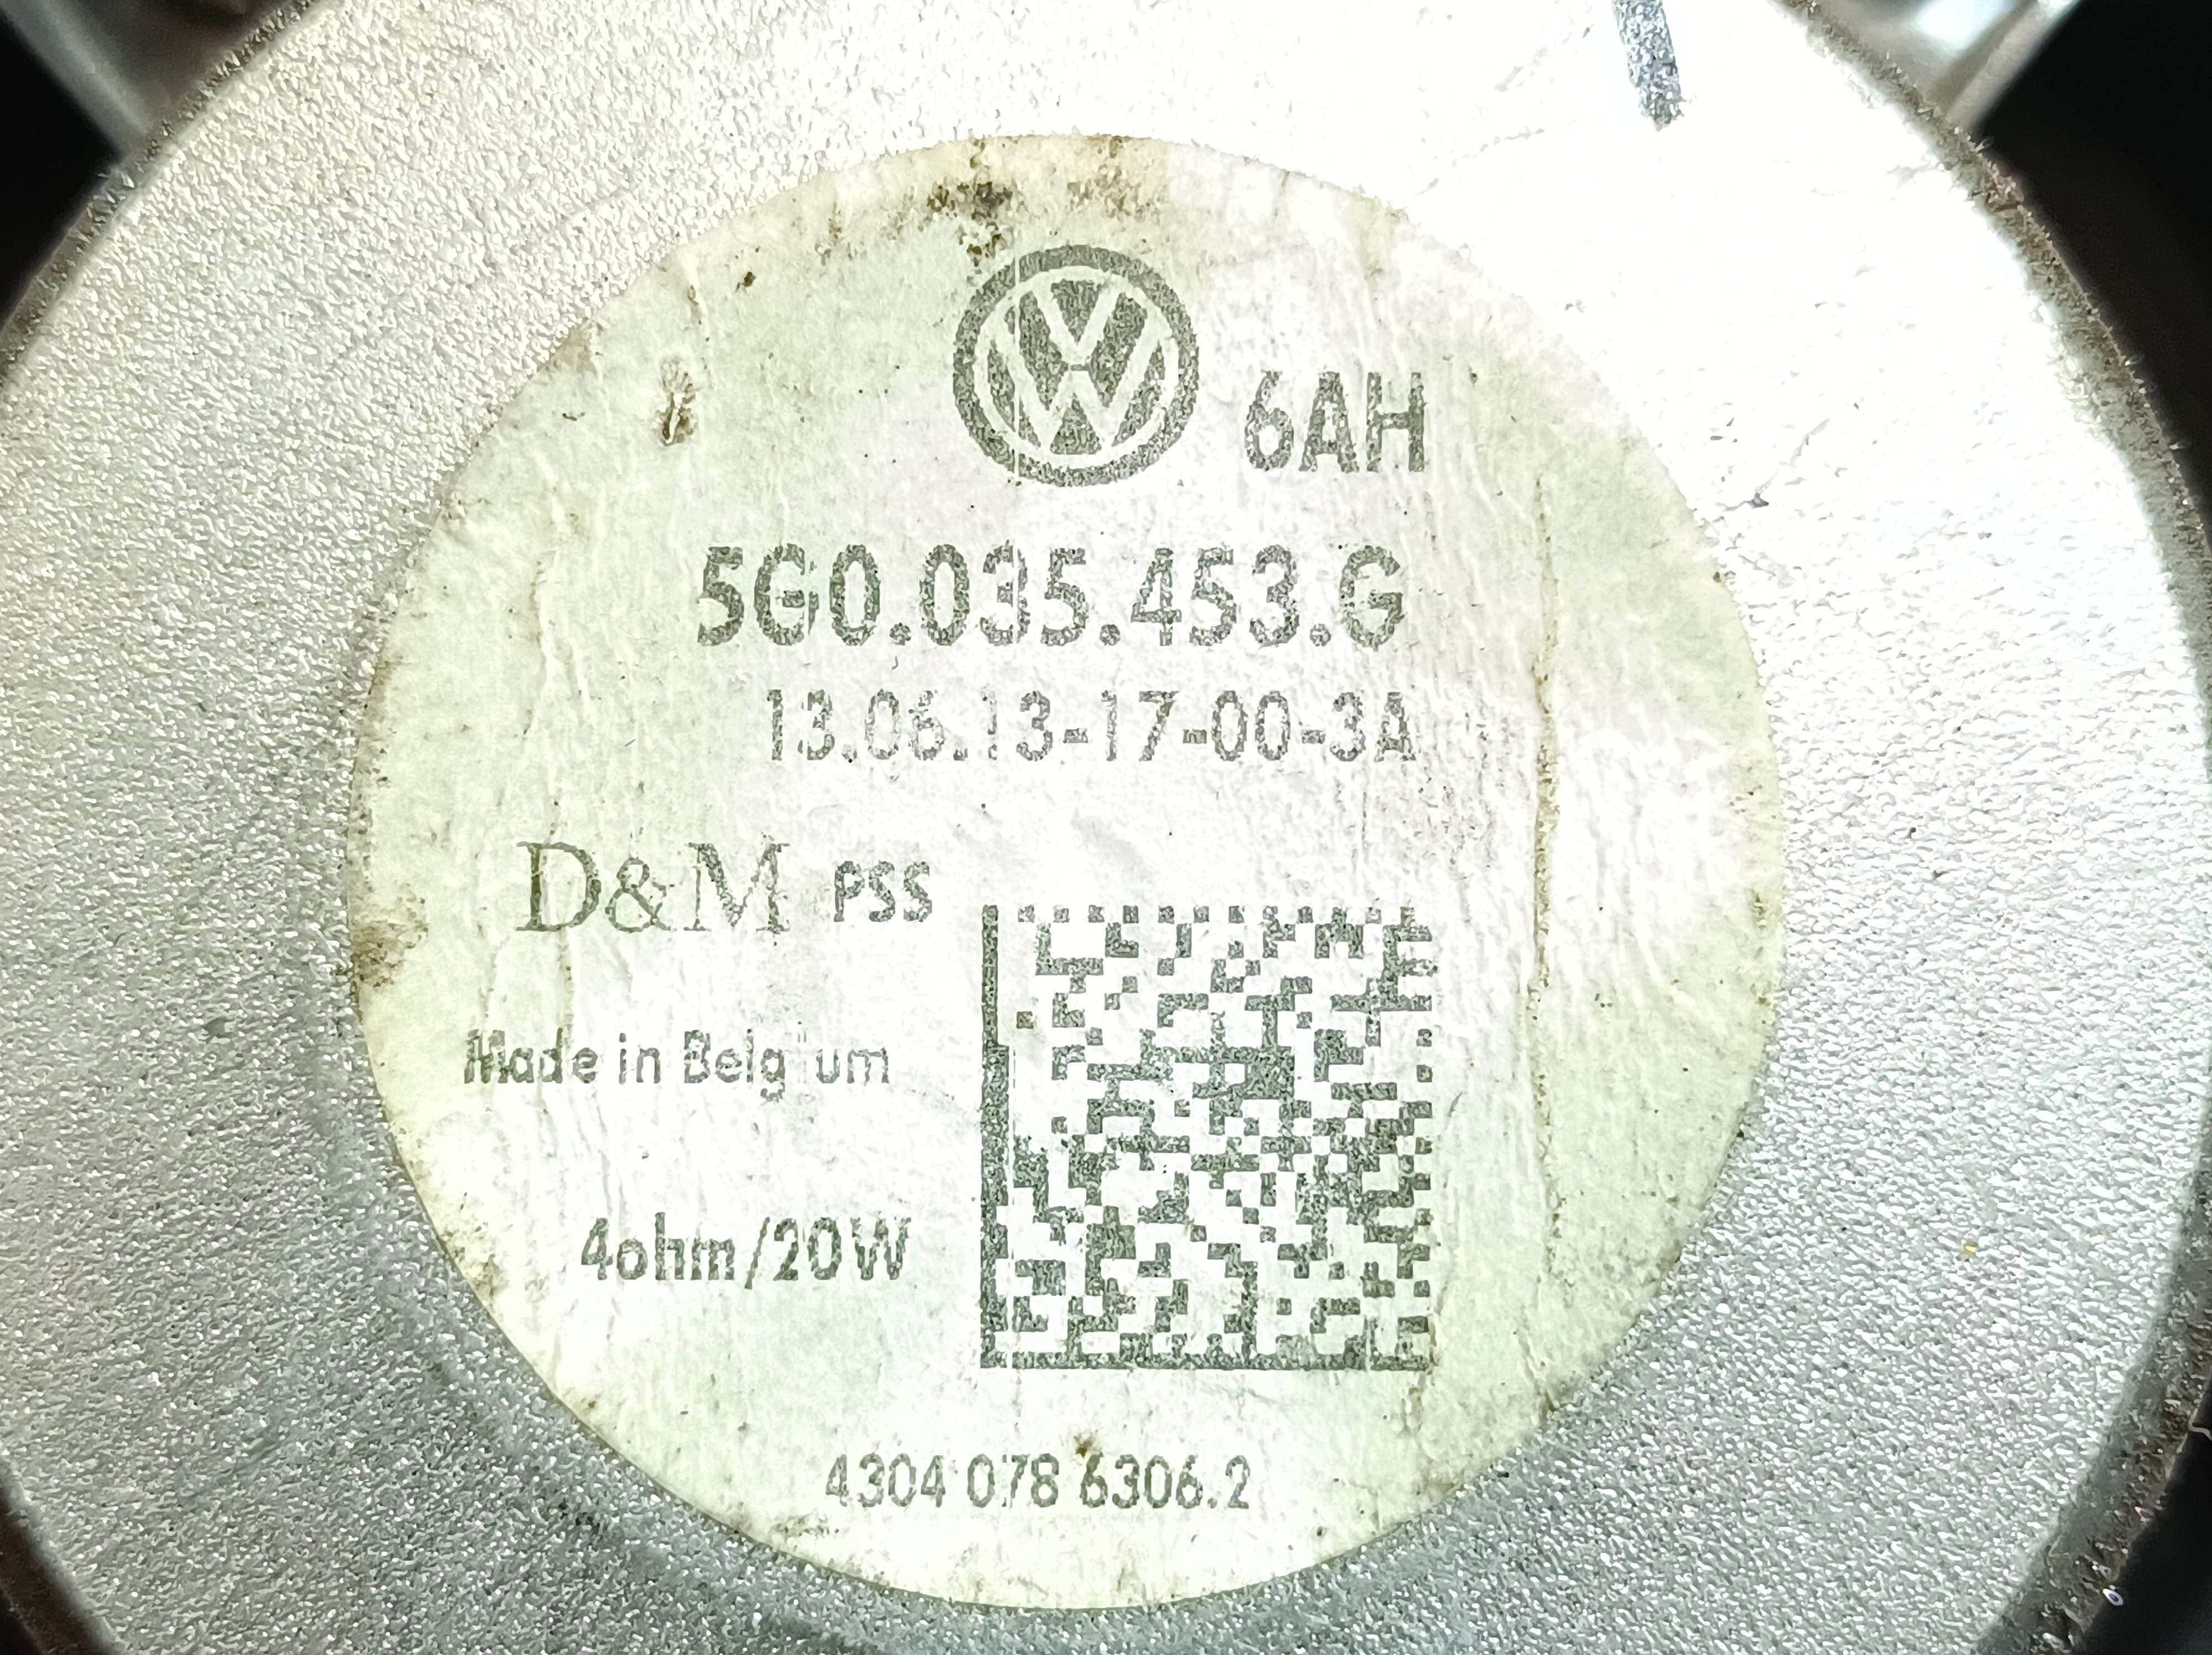 6AH
5G0.035.453.G
13.06.13-17-00-3A
D&M PSS
Made in Belgium
4ohm/20W
4304 078 6306.2